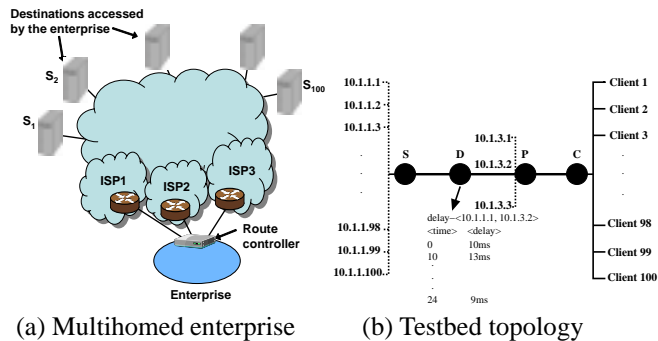 Destinations accessed
by the enterprise
S2
S1
S100
ISP1
ISP2
ISP3
Route
controller
Enterprise
(a) Multihomed enterprise
10.1.1.1
10.1.1.2
10.1.1.3
.
.
.
10.1.1.98
10.1.1.99
10.1.1.100
S
D
P
C
10.1.3.1
10.1.3.2
10.1.3.3
delay-<10.1.1.1, 10.1.3.2>
<time> <delay>
0 10ms
10 13ms
.
.
.
24 9ms
Client 1
Client 2
Client 3
.
.
.
Client 98
Client 99
Client 100
(b) Testbed topology